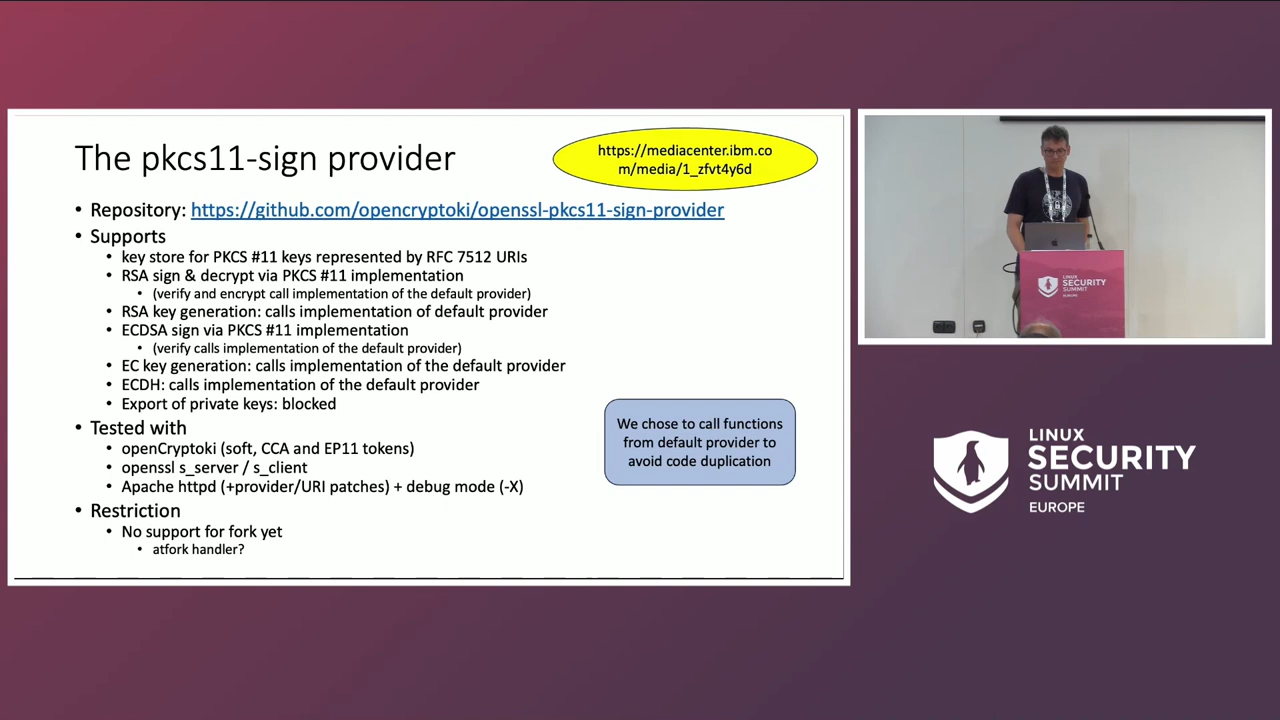 The pkcs11-sign provider
https://mediacenter.ibm.co
m/media/1_zfvt4y6d
• Repository: https://github.com/opencryptoki/openssl-pkcs11-sign-provider
• Supports
• key store for PKCS #11 keys represented by RFC 7512 URIs
• RSA sign & decrypt via PKCS #11 implementation
• (verify and encrypt call implementation of the default provider)
• RSA key generation: calls implementation of default provider
• ECDSA sign via PKCS #11 implementation
• (verify calls implementation of the default provider)
• EC key generation: calls implementation of the default provider
• ECDH: calls implementation of the default provider
• Export of private keys: blocked
• Tested with
• openCryptoki (soft, CCA and EP11 tokens)
• openssl s_server / s_client
• Apache httpd (+provider/URI patches) + debug mode (-X)
• Restriction
• No support for fork yet
• atfork handler?
We chose to call functions
from default provider to
avoid code duplication
LINUX
SECURITY
SUMMIT
EUROPE
LINUX
SECURITY
SUMMIT
EUROPE